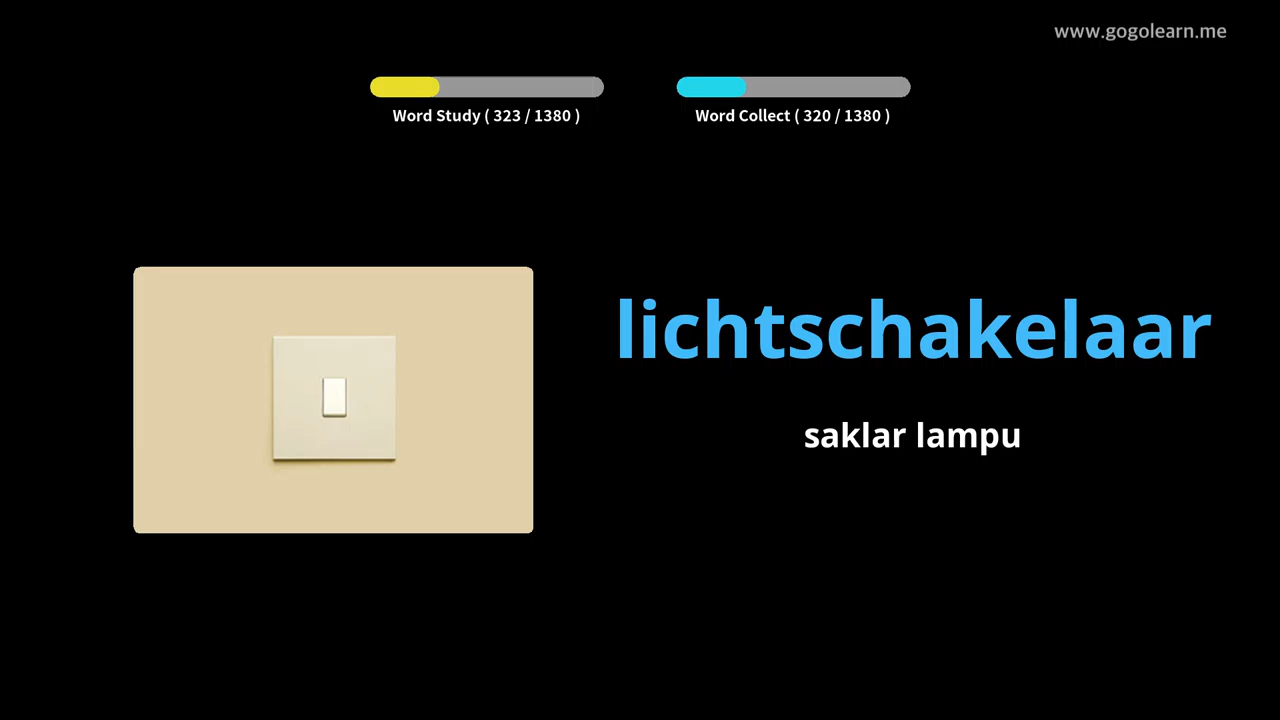 www.gogolearn.me
Word Study ( 323 / 1380 )
Word Collect ( 320 / 1380 )
lichtschakelaar
saklar lampu